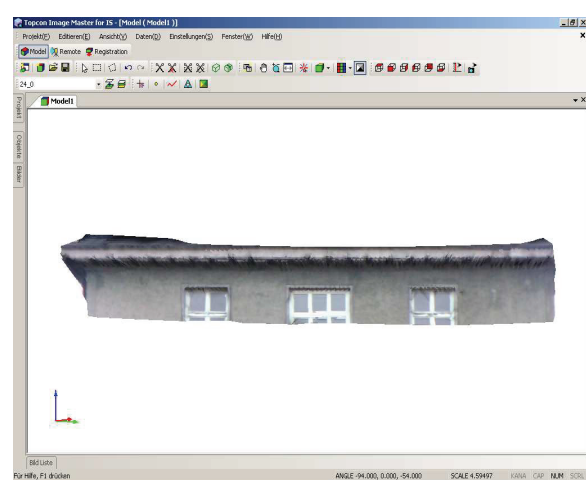 Topcon Image Master for IS - [Model ( Model1 )]
Projekt(F) Editieren(E) Ansicht(V) Daten(D) Einstellungen(S) Fenster(W) Hilfe(H)
Model Remote Registration
24_0
Model1
Projekt
Objekte
Bilder
Bild Liste
Für Hilfe, F1 drücken ANGLE -94.000, 0.000, -54.000 SCALE 4.59497 KANA CAP NUM SCRL